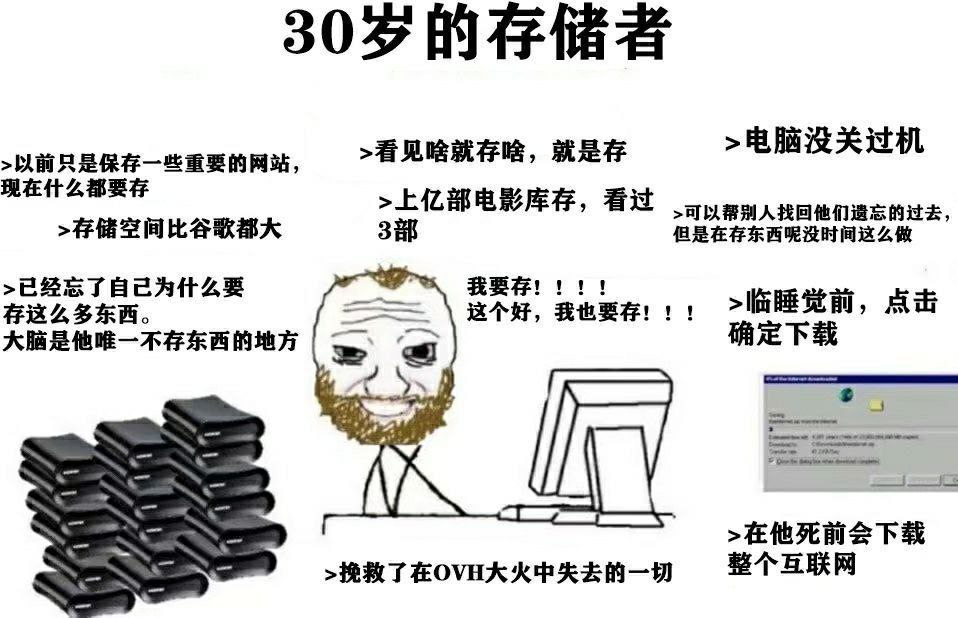 30岁的存储者
>以前只是保存一些重要的网站，
现在什么都要存
>存储空间比谷歌都大
>看见啥就存啥，就是存
>上亿部电影库存，看过
3部
>电脑没关过机
>可以帮别人找回他们遗忘的过去，
但是在存东西呢没时间这么做
>已经忘了自己为什么要
存这么多东西。
大脑是他唯一不存东西的地方
我要存！！！！
这个好，我也要存！！！
>临睡觉前，点击
确定下载
>在他死前会下载
整个互联网
>挽救了在OVH大火中失去的一切